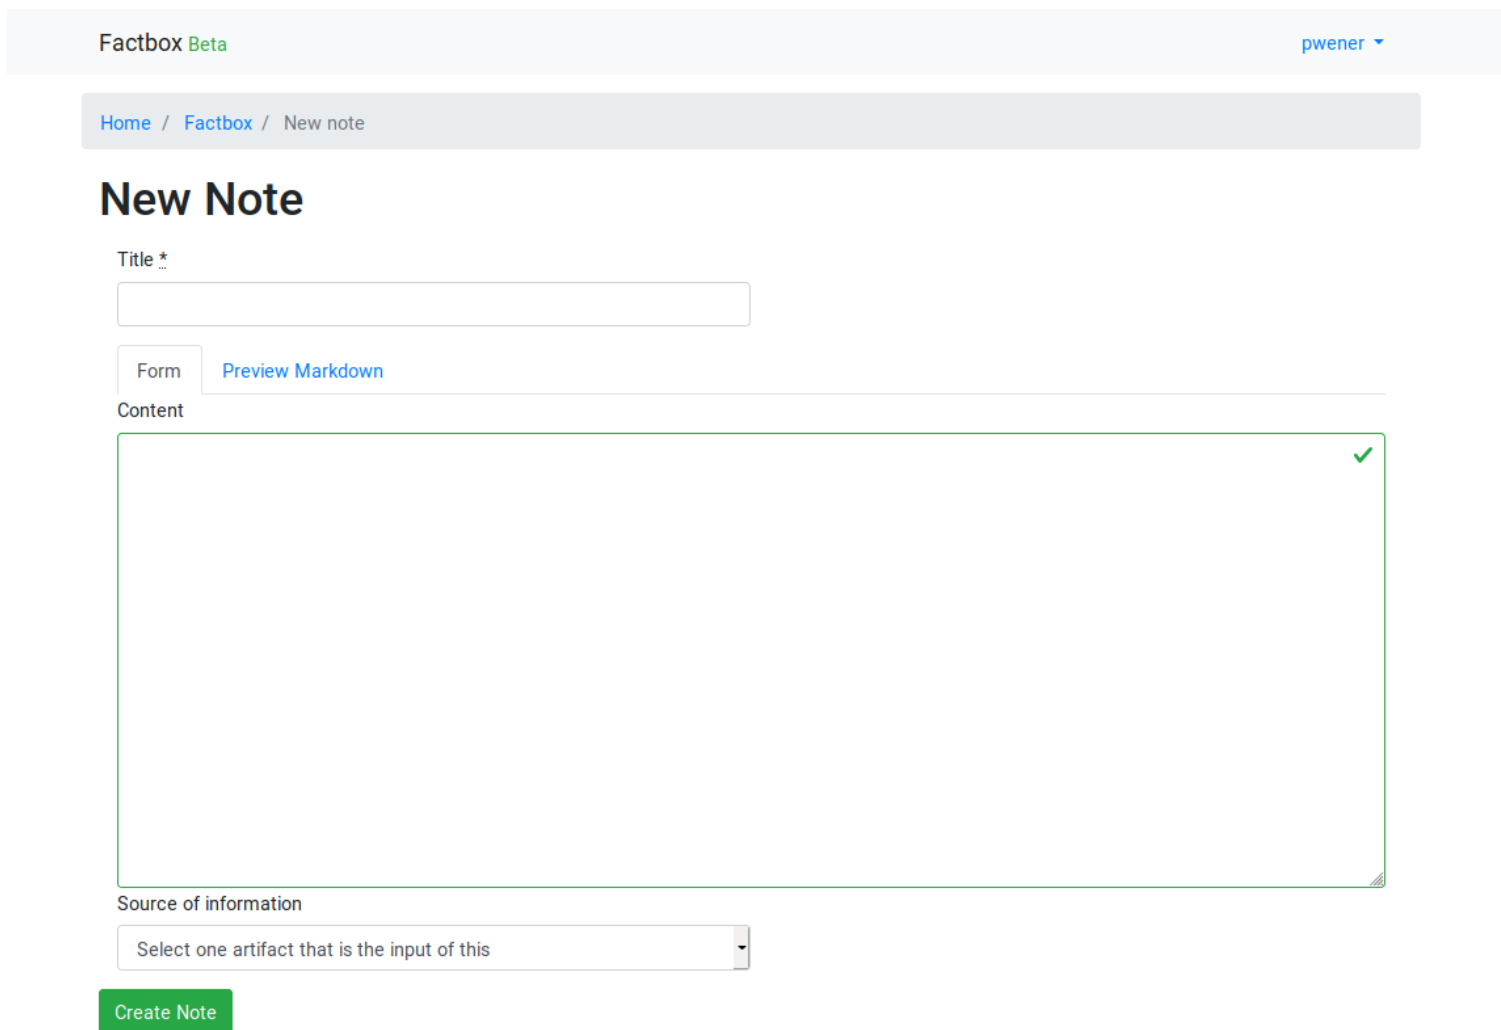 Factbox Beta
pwener
Home / Factbox / New note
New Note
Title *
Form Preview Markdown
Content
Source of information
Select one artifact that is the input of this
Create Note